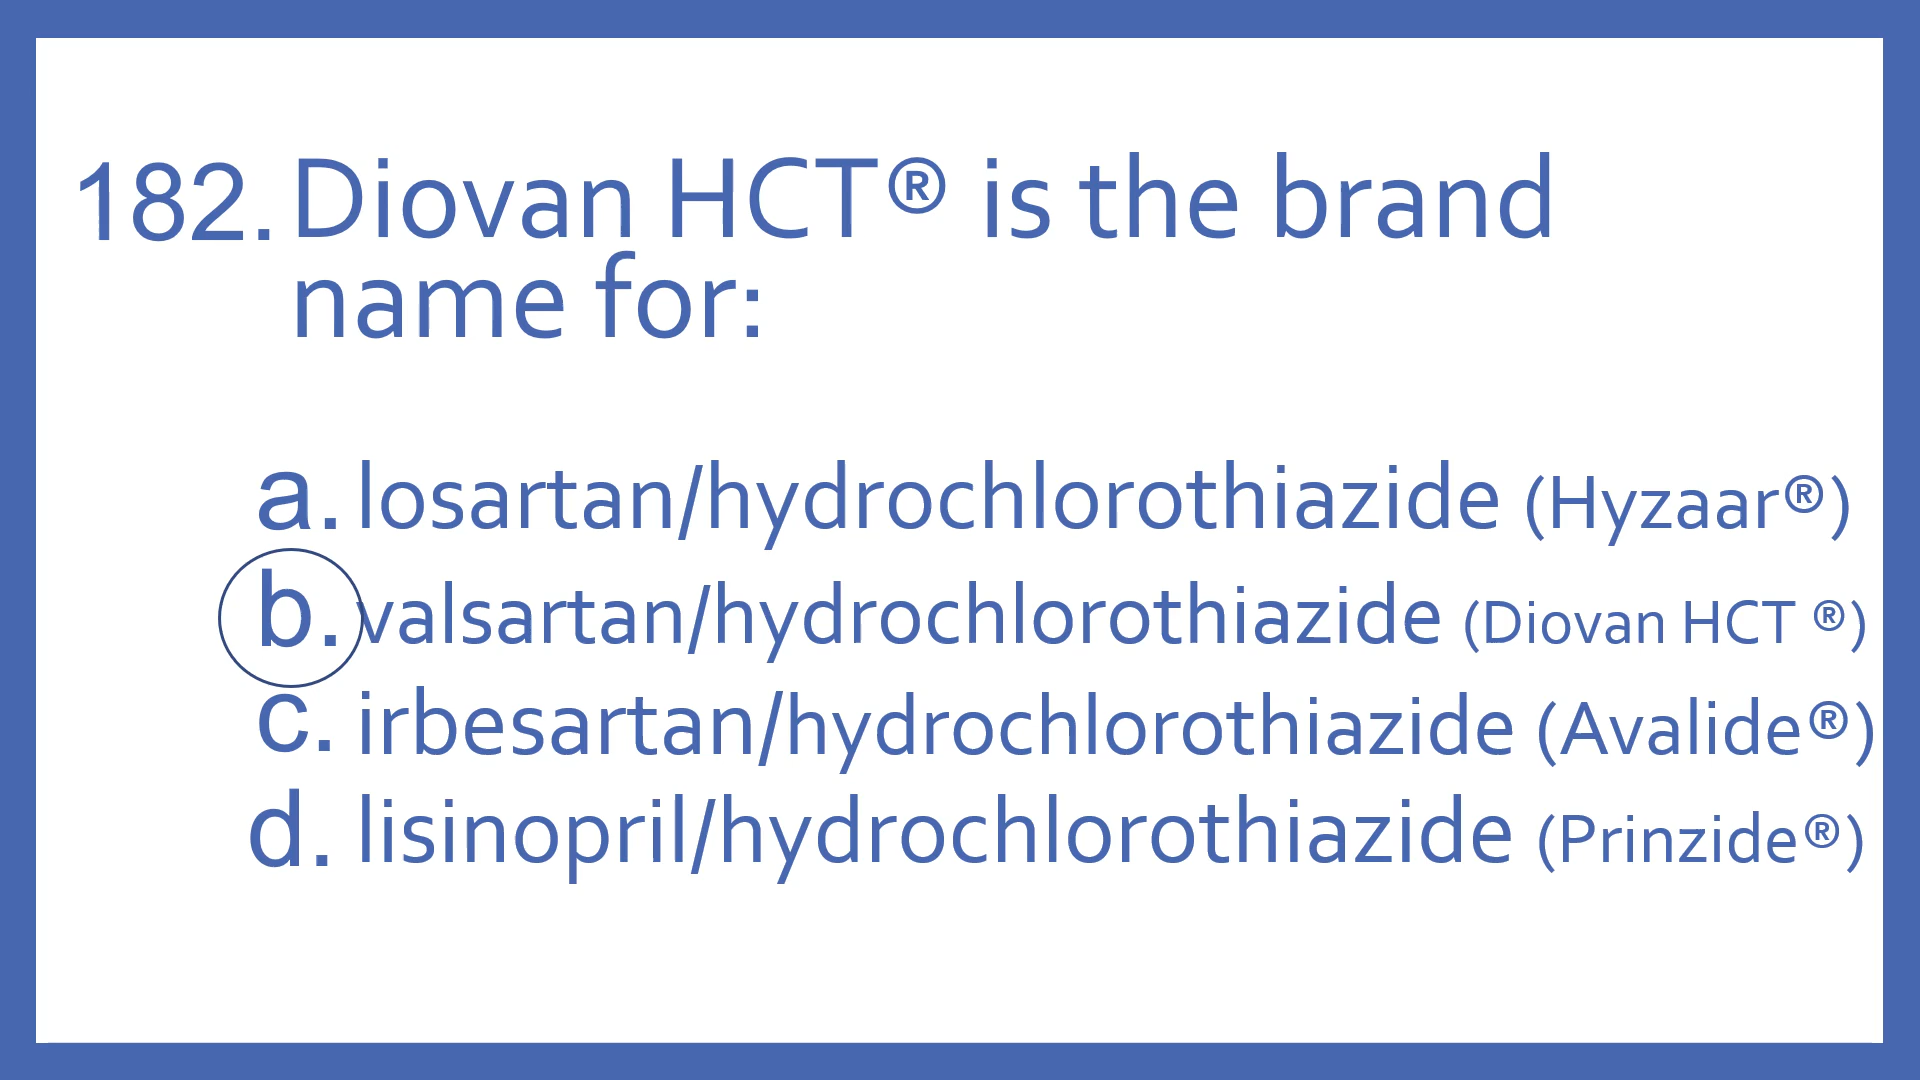 182. Diovan HCT® is the brand
name for:
a. losartan/hydrochlorothiazide (Hyzaar®)
b. valsartan/hydrochlorothiazide (Diovan HCT ®)
c. irbesartan/hydrochlorothiazide (Avalide®)
d. lisinopril/hydrochlorothiazide (Prinzide®)